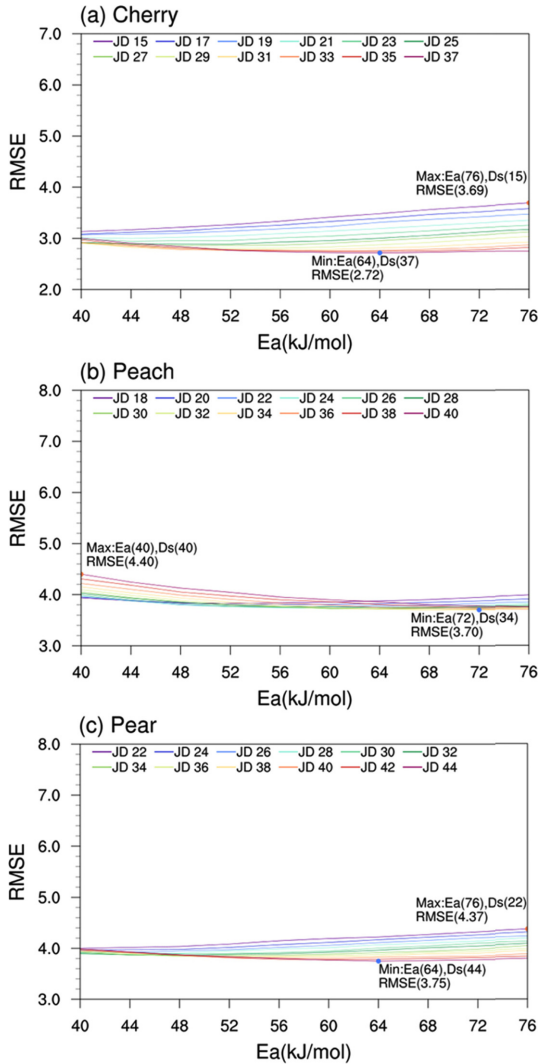 (a) Cherry
7.0
JD 15 JD 17 JD 19 JD 21 JD 23 JD 25
JD 27 JD 29 JD 31 JD 33 JD 35 JD 37
6.0
5.0
RMSE
4.0
Max:Ea(76),Ds(15)
RMSE(3.69)
3.0
Min:Ea(64),Ds(37)
RMSE(2.72)
2.0
40 44 48 52 56 60 64 68 72 76
Ea(kJ/mol)
(b) Peach
8.0
JD 18 JD 20 JD 22 JD 24 JD 26 JD 28
JD 30 JD 32 JD 34 JD 36 JD 38 JD 40
7.0
6.0
RMSE
5.0
Max:Ea(40),Ds(40)
RMSE(4.40)
4.0
Min:Ea(72),Ds(34)
RMSE(3.70)
3.0
40 44 48 52 56 60 64 68 72 76
Ea(kJ/mol)
(c) Pear
8.0
JD 22 JD 24 JD 26 JD 28 JD 30 JD 32
JD 34 JD 36 JD 38 JD 40 JD 42 JD 44
7.0
6.0
RMSE
5.0
Max:Ea(76),Ds(22)
RMSE(4.37)
4.0
Min:Ea(64),Ds(44)
RMSE(3.75)
3.0
40 44 48 52 56 60 64 68 72 76
Ea(kJ/mol)